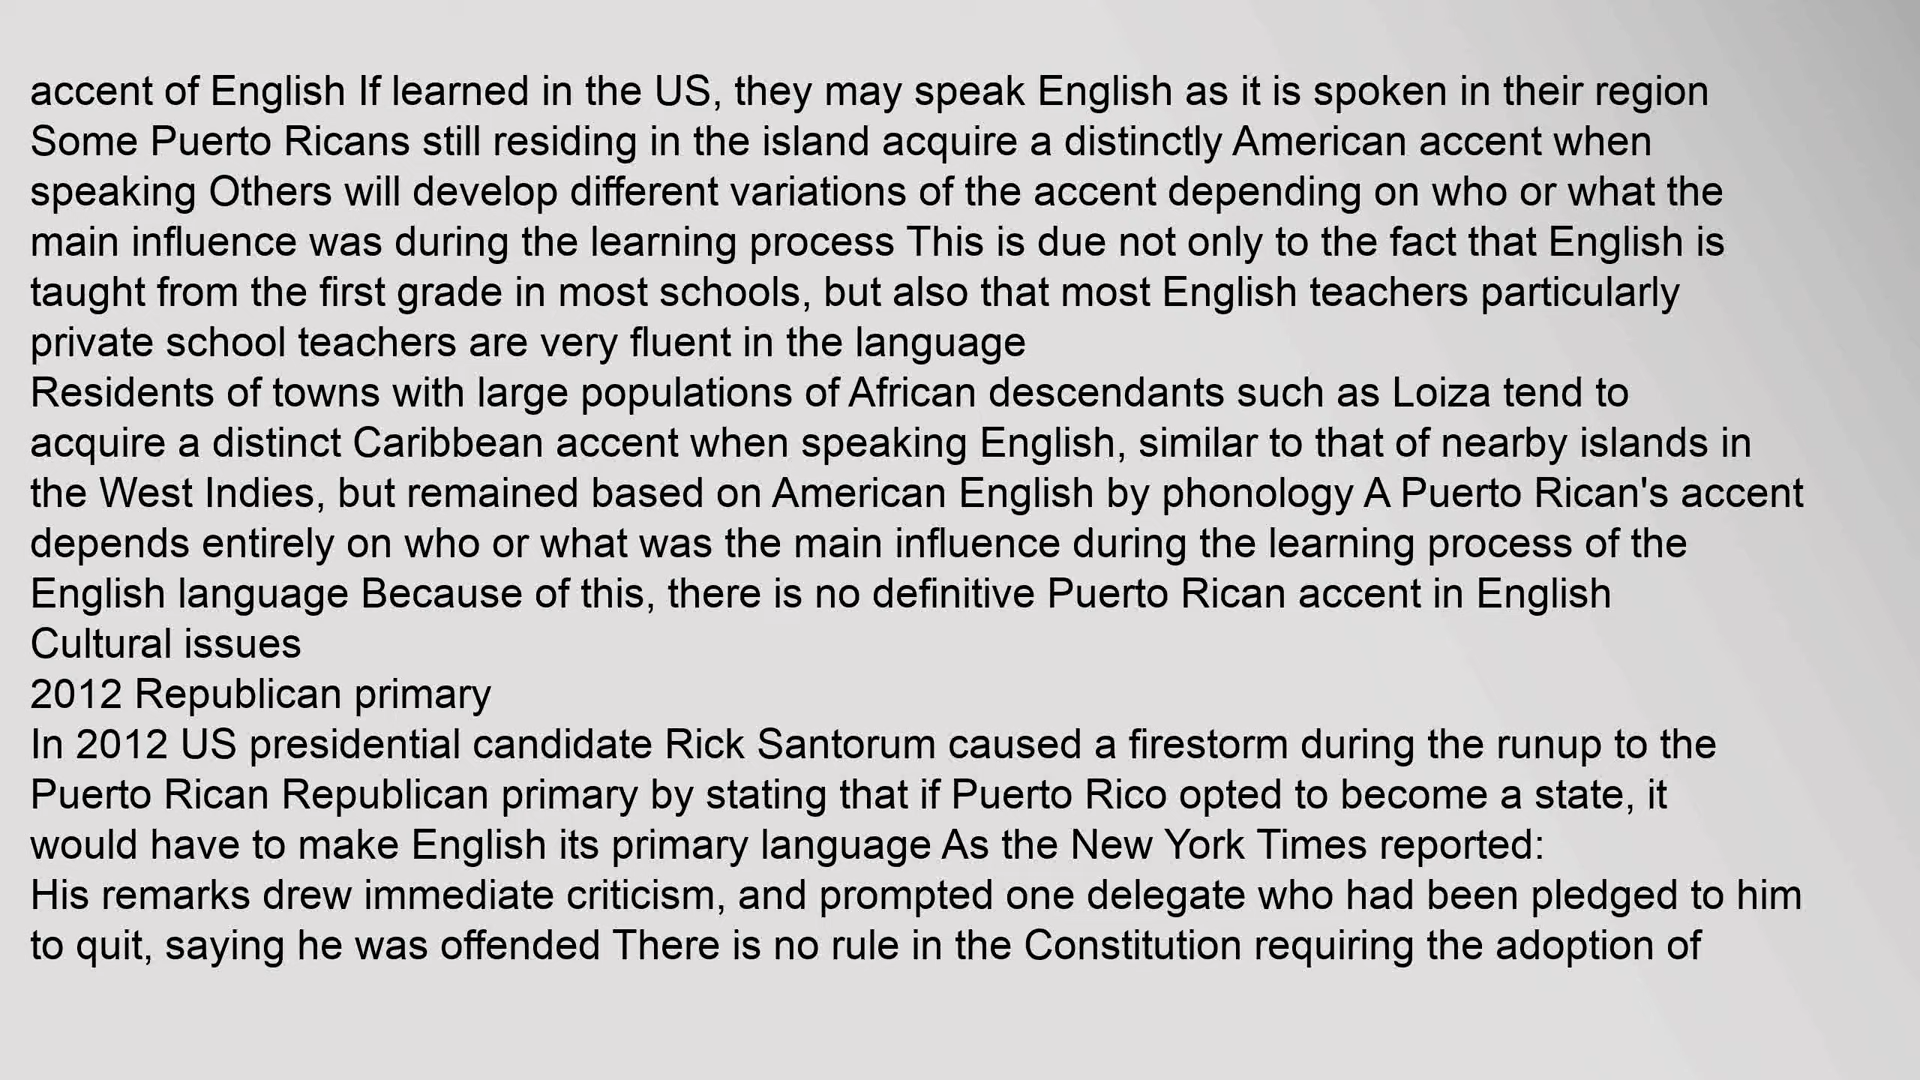 accent of English If learned in the US, they may speak English as it is spoken in their region
Some Puerto Ricans still residing in the island acquire a distinctly American accent when
speaking Others will develop different variations of the accent depending on who or what the
main influence was during the learning process This is due not only to the fact that English is
taught from the first grade in most schools, but also that most English teachers particularly
private school teachers are very fluent in the language
Residents of towns with large populations of African descendants such as Loiza tend to
acquire a distinct Caribbean accent when speaking English, similar to that of nearby islands in
the West Indies, but remained based on American English by phonology A Puerto Rican's accent
depends entirely on who or what was the main influence during the learning process of the
English language Because of this, there is no definitive Puerto Rican accent in English
Cultural issues
2012 Republican primary
In 2012 US presidential candidate Rick Santorum caused a firestorm during the runup to the
Puerto Rican Republican primary by stating that if Puerto Rico opted to become a state, it
would have to make English its primary language As the New York Times reported:
His remarks drew immediate criticism, and prompted one delegate who had been pledged to him
to quit, saying he was offended There is no rule in the Constitution requiring the adoption of